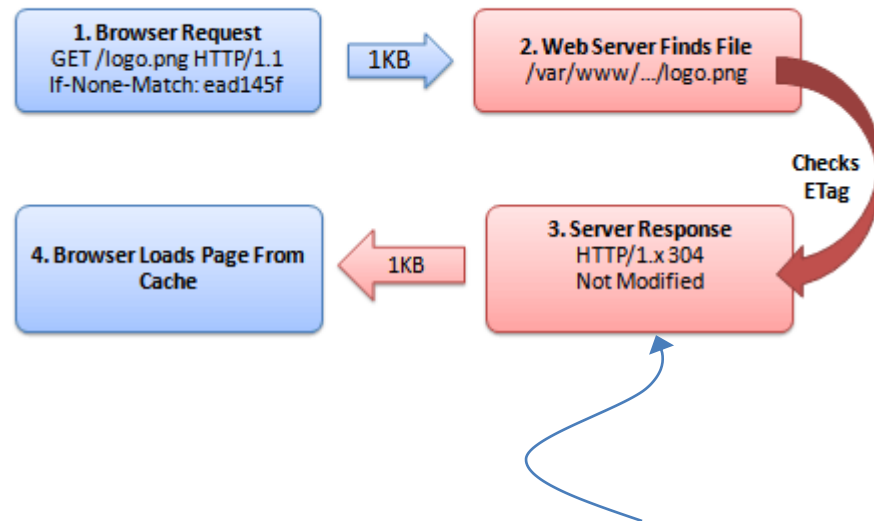 1. Browser Request
GET /logo.png HTTP/1.1
If-None-Match: ead145f
1KB
2. Web Server Finds File
/var/www/.../logo.png
Checks
ETag
3. Server Response
HTTP/1.x 304
Not Modified
1KB
4. Browser Loads Page From
Cache